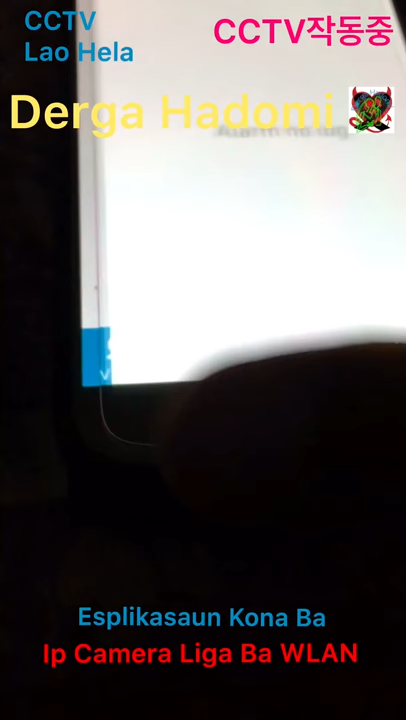 CCTV
Lao Hela
CCTV작동중
Derga Hadomi
Esplikasaun Kona Ba
Ip Camera Liga Ba WLAN